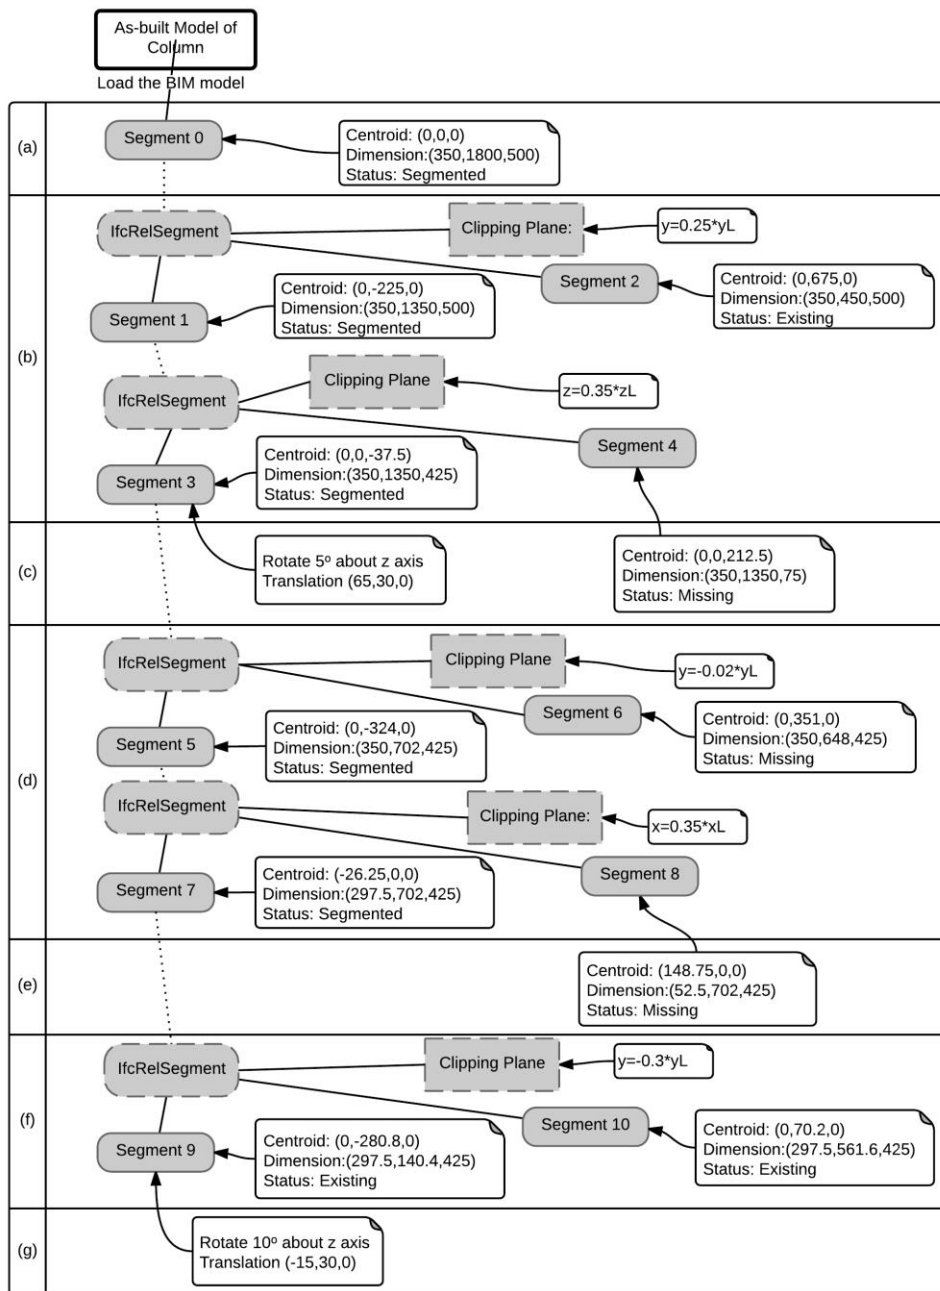 As-built Model of
Column
Load the BIM model
(a)
Segment 0
Centroid: (0,0,0)
Dimension:(350,1800,500)
Status: Segmented
(b)
IfcRelSegment
Clipping Plane:
y=0.25*yL
Segment 2
Centroid: (0,675,0)
Dimension:(350,450,500)
Status: Existing
Segment 1
Centroid: (0,-225,0)
Dimension:(350,1350,500)
Status: Segmented
IfcRelSegment
Clipping Plane
z=0.35*zL
Segment 4
Segment 3
Centroid: (0,0,-37.5)
Dimension:(350,1350,425)
Status: Segmented
(c)
Rotate 5º about z axis
Translation (65,30,0)
Centroid: (0,0,212.5)
Dimension:(350,1350,75)
Status: Missing
(d)
IfcRelSegment
Clipping Plane
y=-0.02*yL
Segment 6
Centroid: (0,351,0)
Dimension:(350,648,425)
Status: Missing
Segment 5
Centroid: (0,-324,0)
Dimension:(350,702,425)
Status: Segmented
IfcRelSegment
Clipping Plane:
x=0.35*xL
Segment 8
Segment 7
Centroid: (-26.25,0,0)
Dimension:(297.5,702,425)
Status: Segmented
(e)
Centroid: (148.75,0,0)
Dimension:(52.5,702,425)
Status: Missing
(f)
IfcRelSegment
Clipping Plane
y=-0.3*yL
Segment 10
Centroid: (0,70.2,0)
Dimension:(297.5,561.6,425)
Status: Existing
Segment 9
Centroid: (0,-280.8,0)
Dimension:(297.5,140.4,425)
Status: Existing
(g)
Rotate 10º about z axis
Translation (-15,30,0)